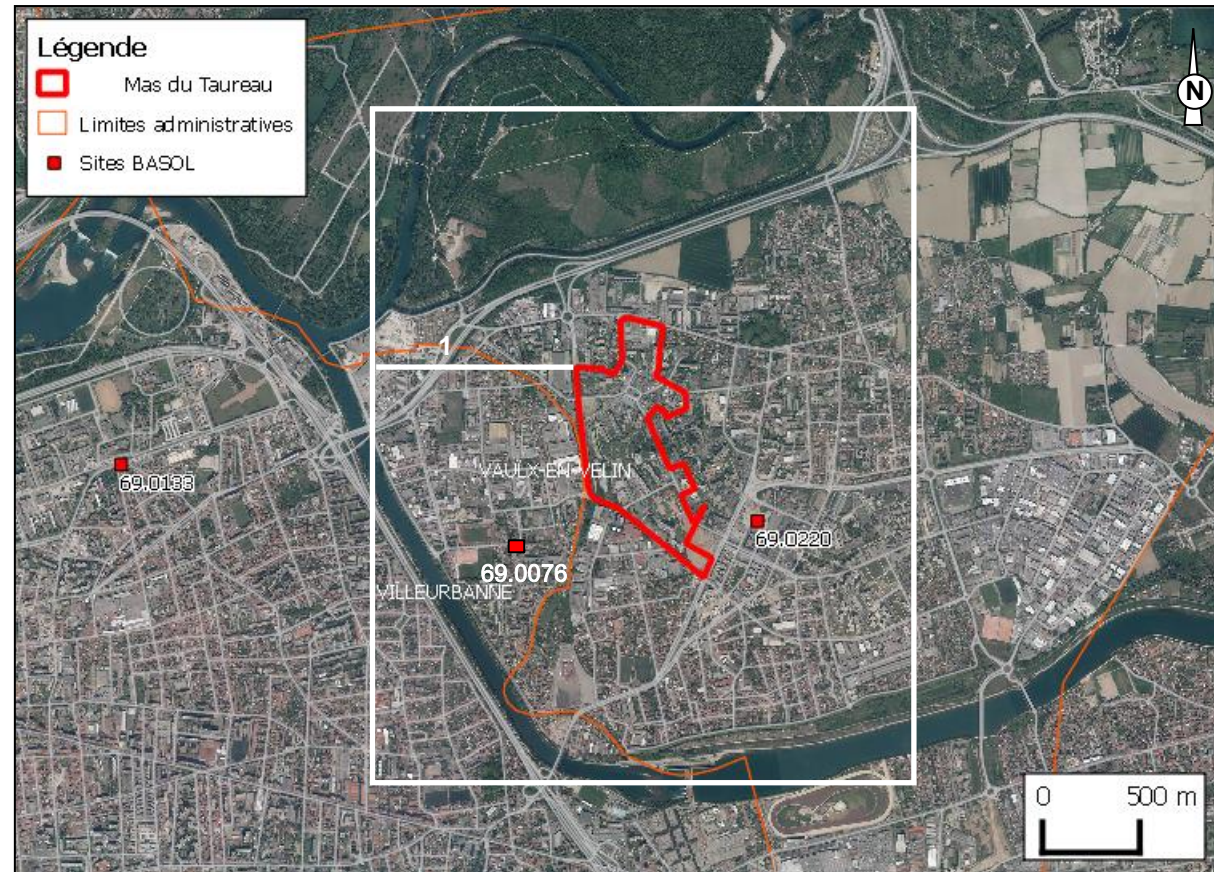 Légende
Mas du Taureau
Limites administratives
Sites BASOL
N
1
69.0133
VAULX-EN-VELIN
69.0220
69.0076
VILLEURBANNE
0 500 m